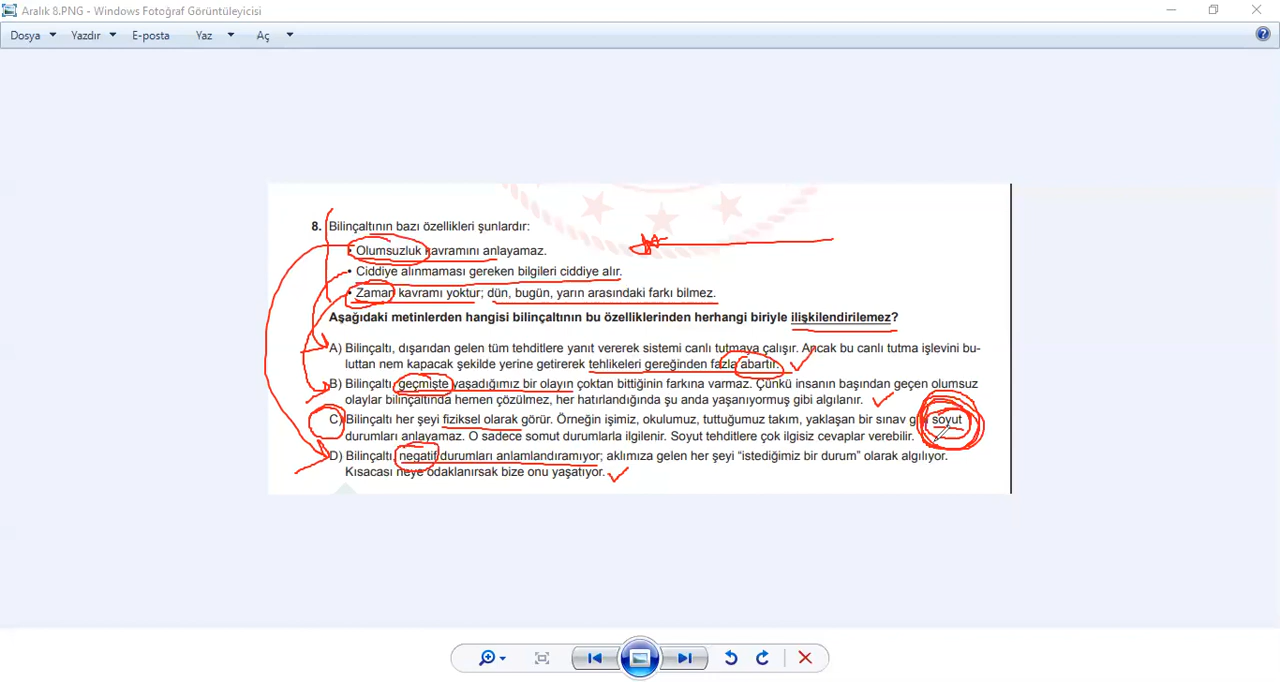 Aralık 8.PNG - Windows Fotoğraf Görüntüleyicisi
Dosya Yazdır E-posta Yaz Aç
8. Bilinçaltının bazı özellikleri şunlardır:
• Olumsuzluk kavramını anlayamaz.
• Ciddiye alınmaması gereken bilgileri ciddiye alır.
• Zaman kavramı yoktur; dün, bugün, yarın arasındaki farkı bilmez.
Aşağıdaki metinlerden hangisi bilinçaltının bu özelliklerinden herhangi biriyle ilişkilendirilemez?
A) Bilinçaltı, dışarıdan gelen tüm tehditlere yanıt vererek sistemi canlı tutmaya çalışır. Ancak bu canlı tutma işlevini bu-
luttan nem kapacak şekilde yerine getirerek tehlikeleri gereğinden fazla abartır.
B) Bilinçaltı geçmişte yaşadığımız bir olayın çoktan bittiğinin farkına varmaz. Çünkü insanın başından geçen olumsuz
olaylar bilinçaltında hemen çözülmez, her hatırlandığında şu anda yaşanıyormuş gibi algılanır.
C) Bilinçaltı her şeyi fiziksel olarak görür. Örneğin işimiz, okulumuz, tuttuğumuz takım, yaklaşan bir sınav gibi soyut
durumları anlayamaz. O sadece somut durumlarla ilgilenir. Soyut tehditlere çok ilgisiz cevaplar verebilir.
D) Bilinçaltı, negatif durumları anlamlandıramıyor; aklımıza gelen her şeyi “istediğimiz bir durum” olarak algılıyor.
Kısacası neye odaklanırsak bize onu yaşatıyor.